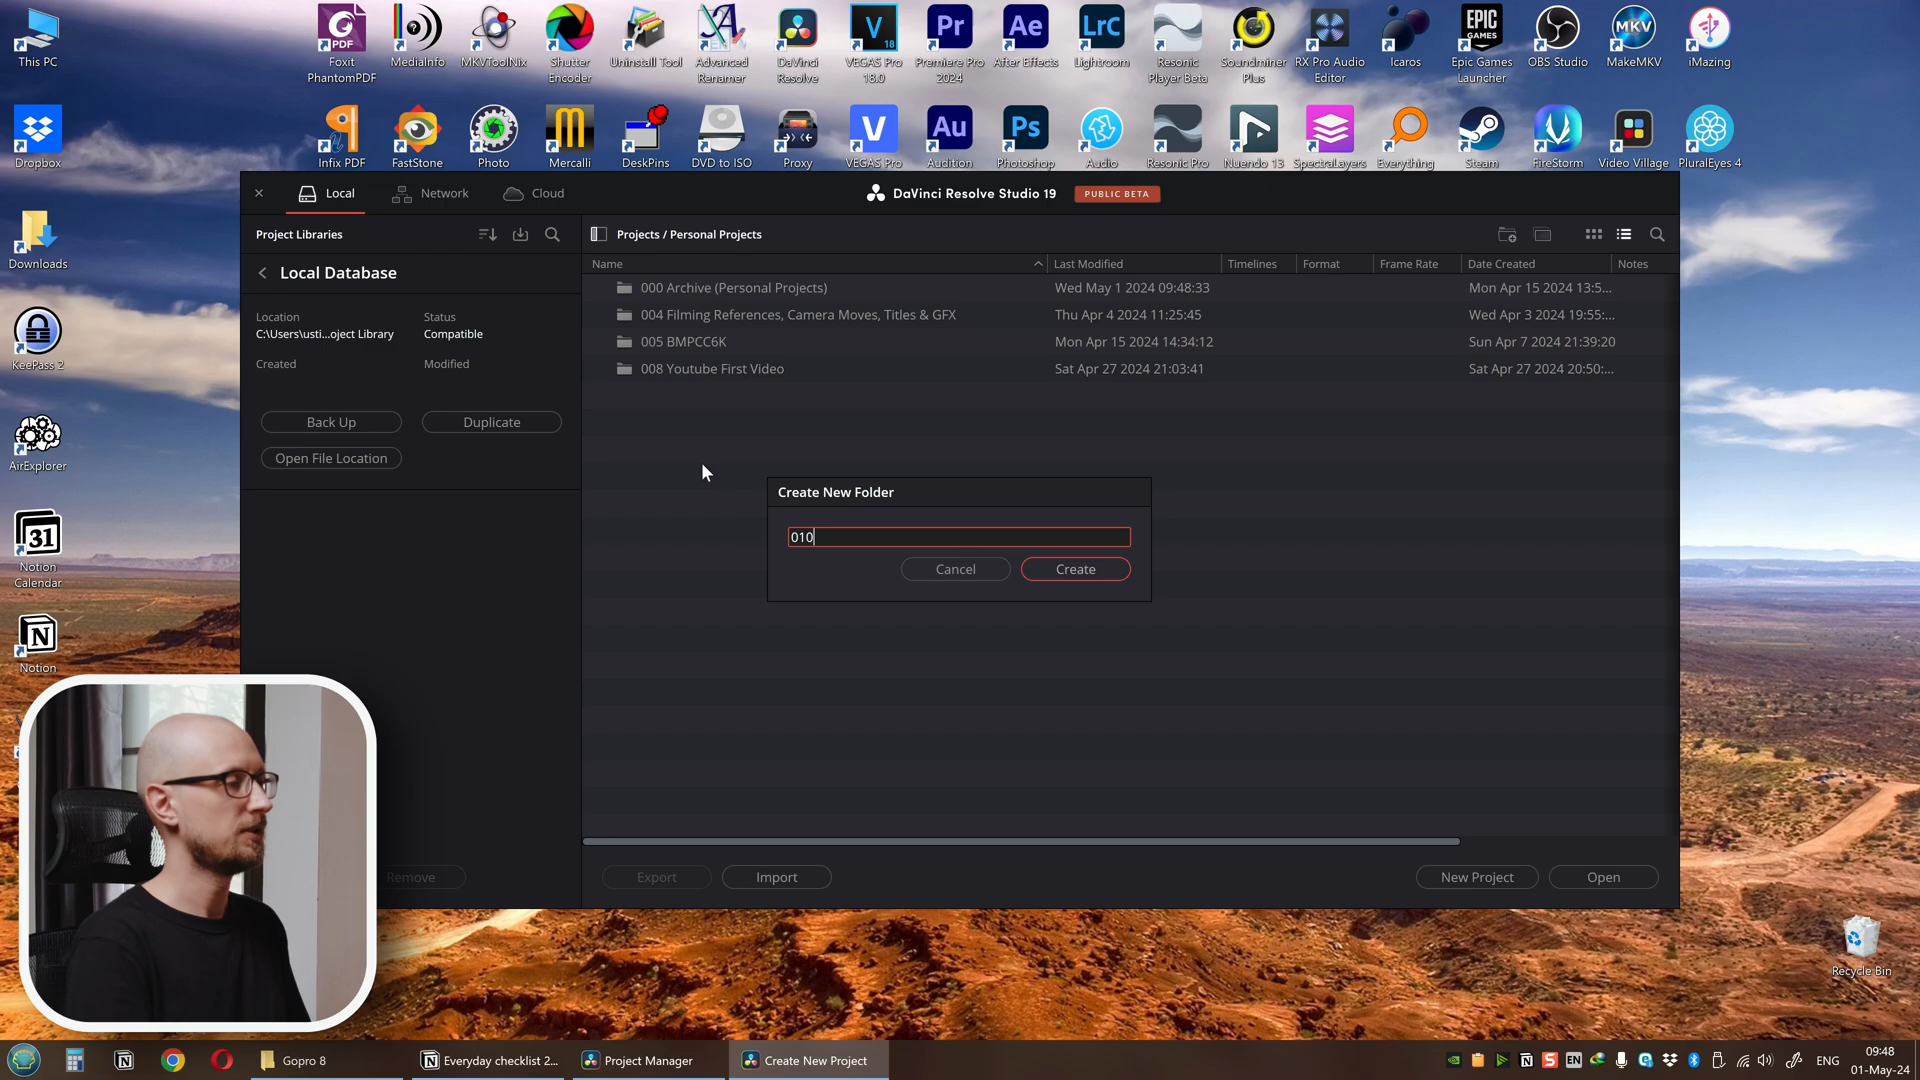 This PC
Foxit
PhantomPDF
MediaInfo
MKVToolNix
Shutter
Encoder
Uninstall Tool
Advanced
Renamer
DaVinci
Resolve
VEGAS Pro
18.0
Premiere Pro
2024
After Effects
Lightroom
Resonic
Player Beta
Soundminer
Plus
RX Pro Audio
Editor
Icaros
Epic Games
Launcher
OBS Studio
MakeMKV
iMazing
Dropbox
Infix PDF
FastStone
Photo
Mercalli
DeskPins
DVD to ISO
Proxy
VEGAS Pro
Audition
Photoshop
Audio
Resonic Pro
Nuendo 13
SpectraLayers
Everything
Steam
FireStorm
Video Village
PluralEyes 4
Downloads
KeePass 2
AirExplorer
Notion
Calendar
Notion
Local
Network
Cloud
DaVinci Resolve Studio 19
PUBLIC BETA
Project Libraries
Projects / Personal Projects
Local Database
Location
Status
C:\Users\usti...oject Library
Compatible
Created
Modified
Back Up
Duplicate
Open File Location
Name
Last Modified
Timelines
Format
Frame Rate
Date Created
Notes
000 Archive (Personal Projects)
Wed May 1 2024 09:48:33
Mon Apr 15 2024 13:5...
004 Filming References, Camera Moves, Titles & GFX
Thu Apr 4 2024 11:25:45
Wed Apr 3 2024 19:55:...
005 BMPCC6K
Mon Apr 15 2024 14:34:12
Sun Apr 7 2024 21:39:20
008 Youtube First Video
Sat Apr 27 2024 21:03:41
Sat Apr 27 2024 20:50:...
Create New Folder
010
Cancel
Create
Remove
Export
Import
New Project
Open
Recycle Bin
Gopro 8
Everyday checklist 2...
Project Manager
Create New Project
EN
ENG
09:48
01-May-24